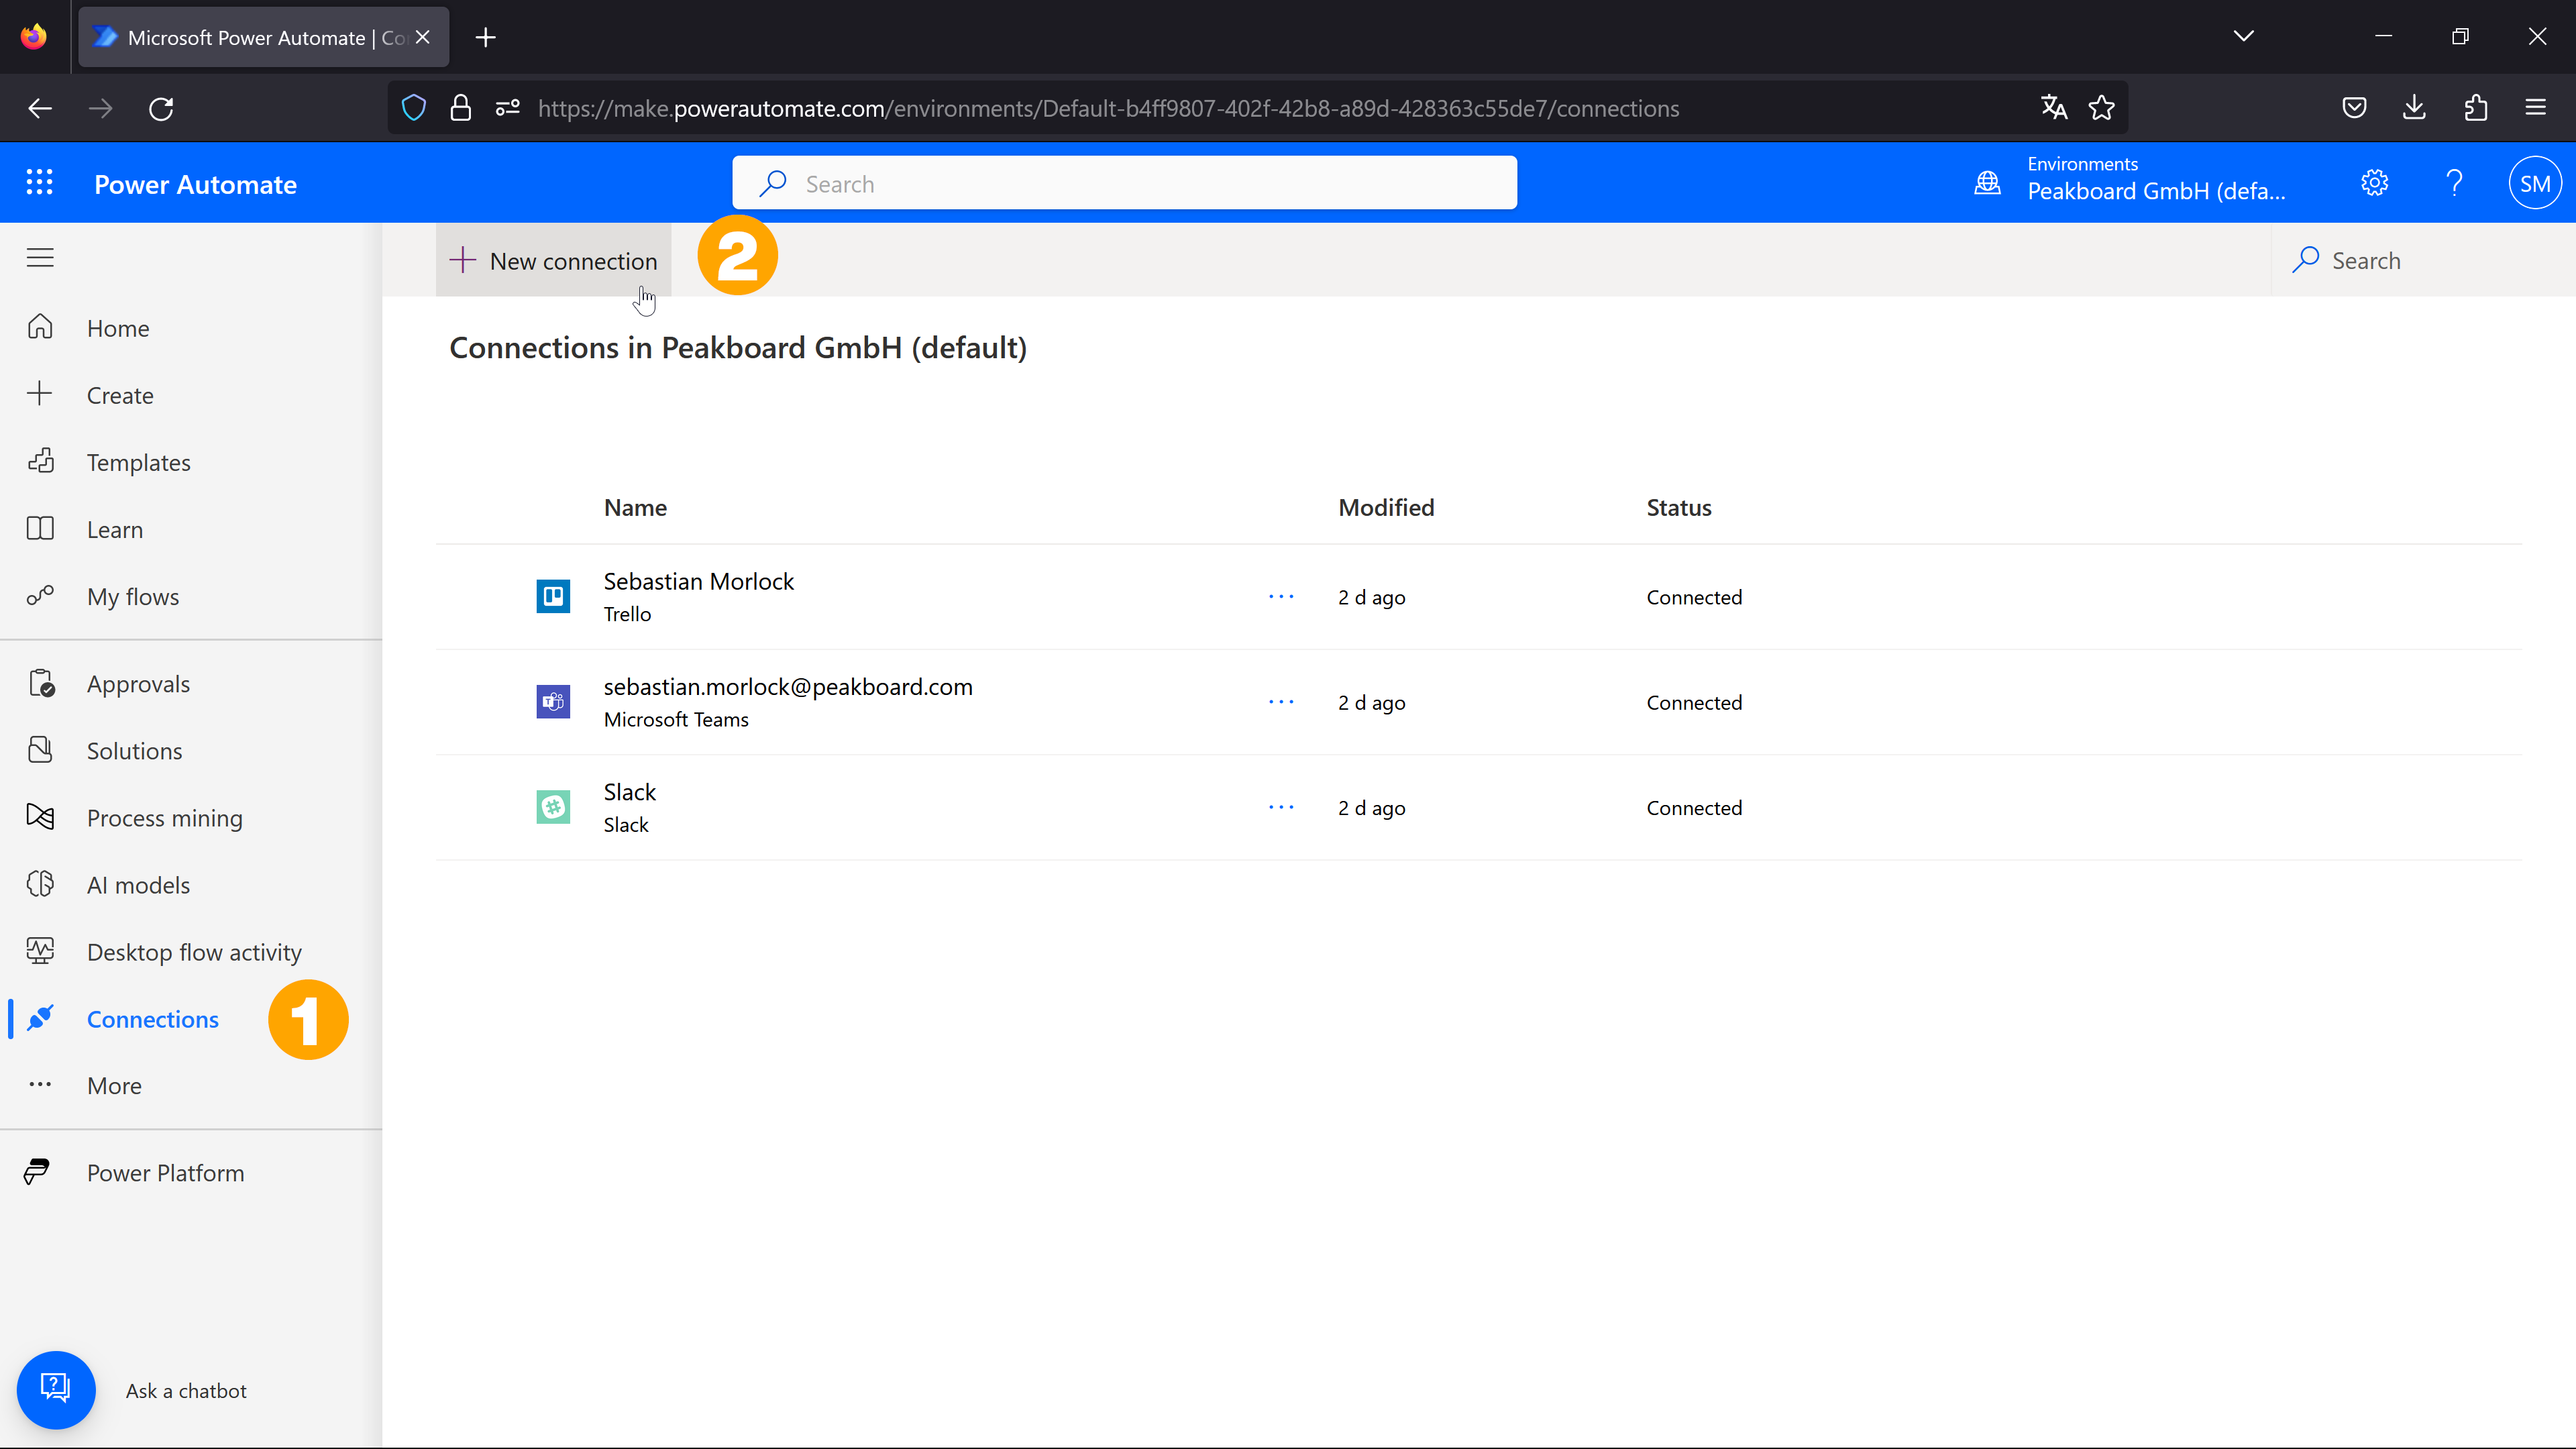 Microsoft Power Automate | Co
https://make.powerautomate.com/environments/Default-b4ff9807-402f-42b8-a89d-428363c55de7/connections
Power Automate
Search
Environments
Peakboard GmbH (defa...
?
SM
New connection
2
Search
Home
Create
Templates
Learn
My flows
Approvals
Solutions
Process mining
AI models
Desktop flow activity
Connections
1
More
Power Platform
Ask a chatbot
Connections in Peakboard GmbH (default)
Name Modified Status
Sebastian Morlock
Trello
··· 2 d ago Connected
sebastian.morlock@peakboard.com
Microsoft Teams
··· 2 d ago Connected
Slack
Slack
··· 2 d ago Connected